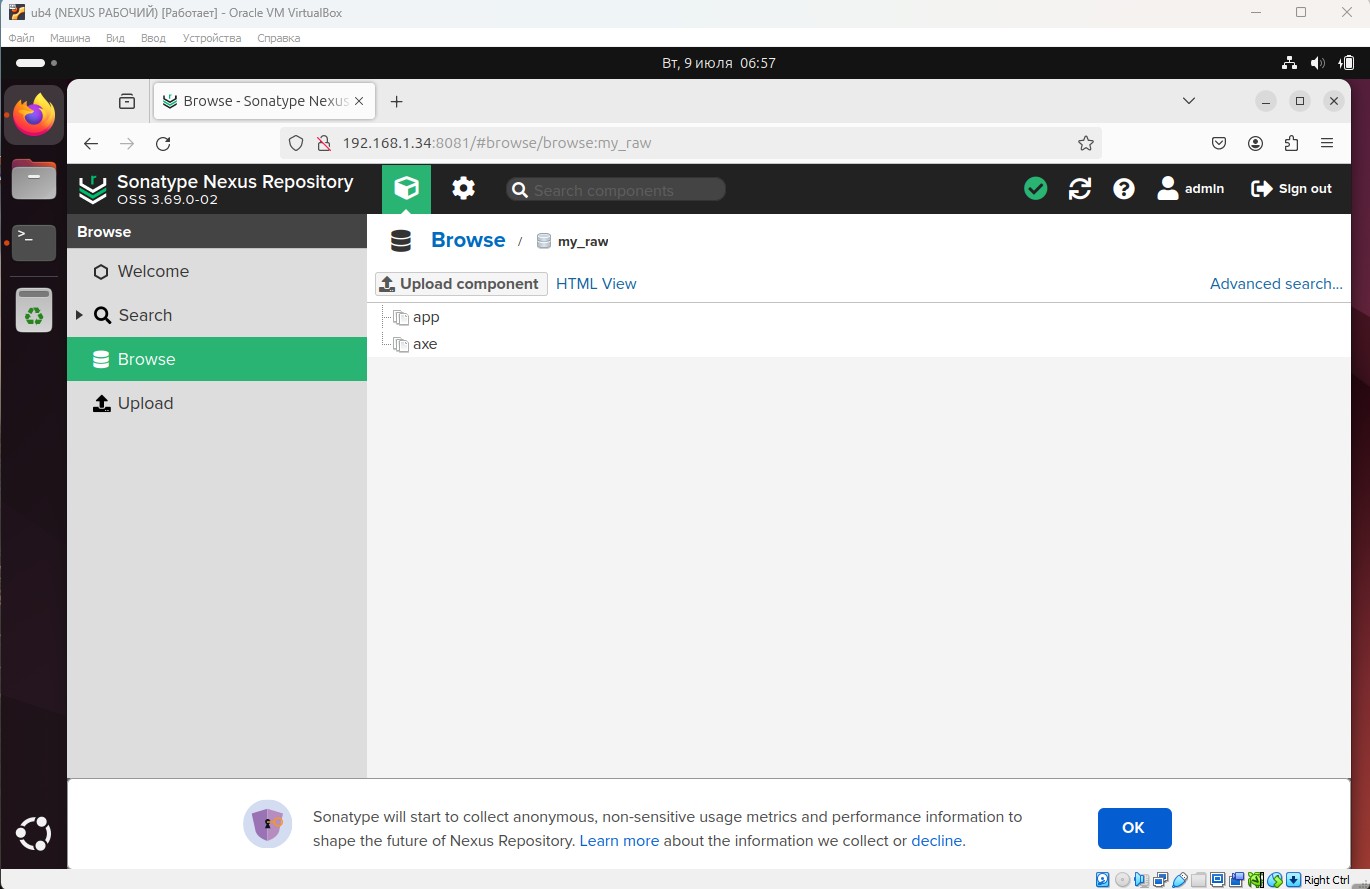 ub4 (NEXUS РАБОЧИЙ) [Работает] - Oracle VM VirtualBox
Файл Машина Вид Ввод Устройства Справка
Вт, 9 июля 06:57
Browse - Sonatype Nexus
192.168.1.34:8081/#browse/browse:my_raw
Sonatype Nexus Repository
OSS 3.69.0-02
Search components
admin
Sign out
Browse
Welcome
Search
Browse
Upload
Browse / my_raw
Upload component HTML View Advanced search...
app
axe
Sonatype will start to collect anonymous, non-sensitive usage metrics and performance information to
shape the future of Nexus Repository. Learn more about the information we collect or decline.
OK
Right Ctrl